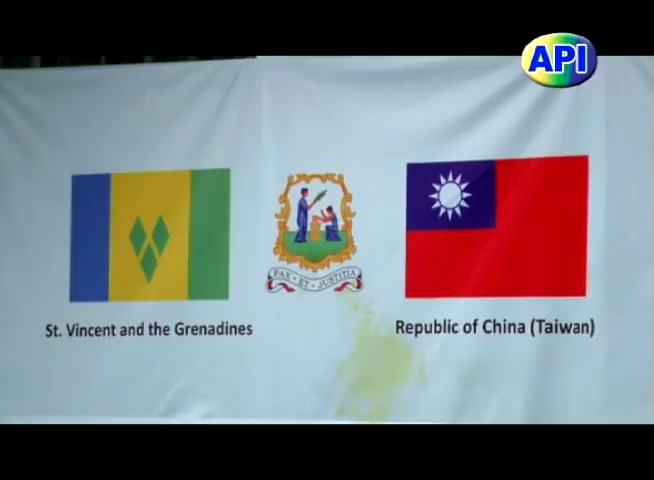 API
PAX • ET • JUSTITIA
St. Vincent and the Grenadines
Republic of China (Taiwan)